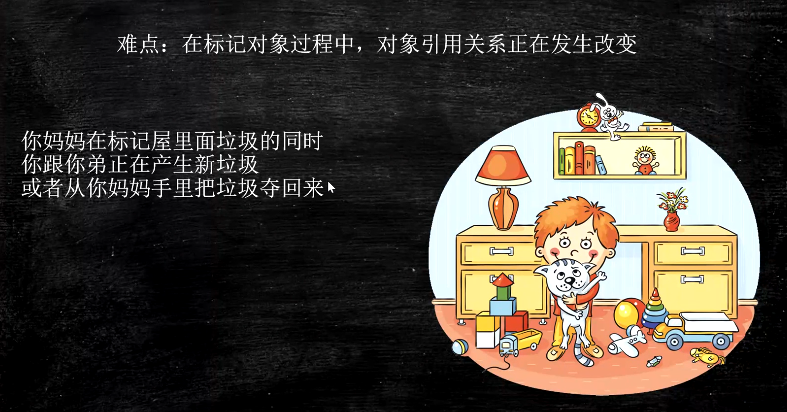 难点：在标记对象过程中，对象引用关系正在发生改变
你妈妈在标记屋里面垃圾的同时
你跟你弟正在产生新垃圾
或者从你妈妈手里把垃圾夺回来